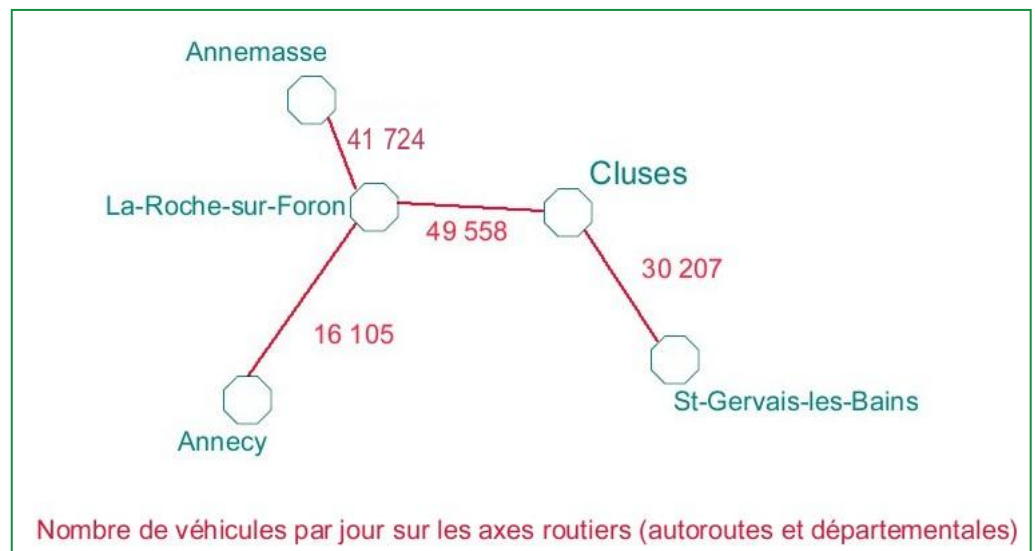 Annemasse
41 724
Cluses
La-Roche-sur-Foron
49 558
30 207
16 105
St-Gervais-les-Bains
Annecy
Nombre de véhicules par jour sur les axes routiers (autoroutes et départementales)